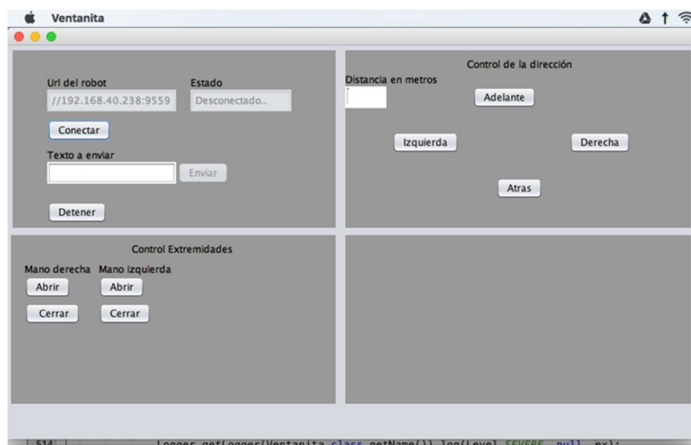 Ventanita
Url del robot
Estado
//192.168.40.238:9559
Desconectado..
Conectar
Texto a enviar
Enviar
Detener
Control de la dirección
Distancia en metros
Adelante
Izquierda
Derecha
Atras
Control Extremidades
Mano derecha
Mano izquierda
Abrir
Abrir
Cerrar
Cerrar
514 Logger.getLogger(Ventanita.class.getName()).log(Level.SEVERE, null, ex);